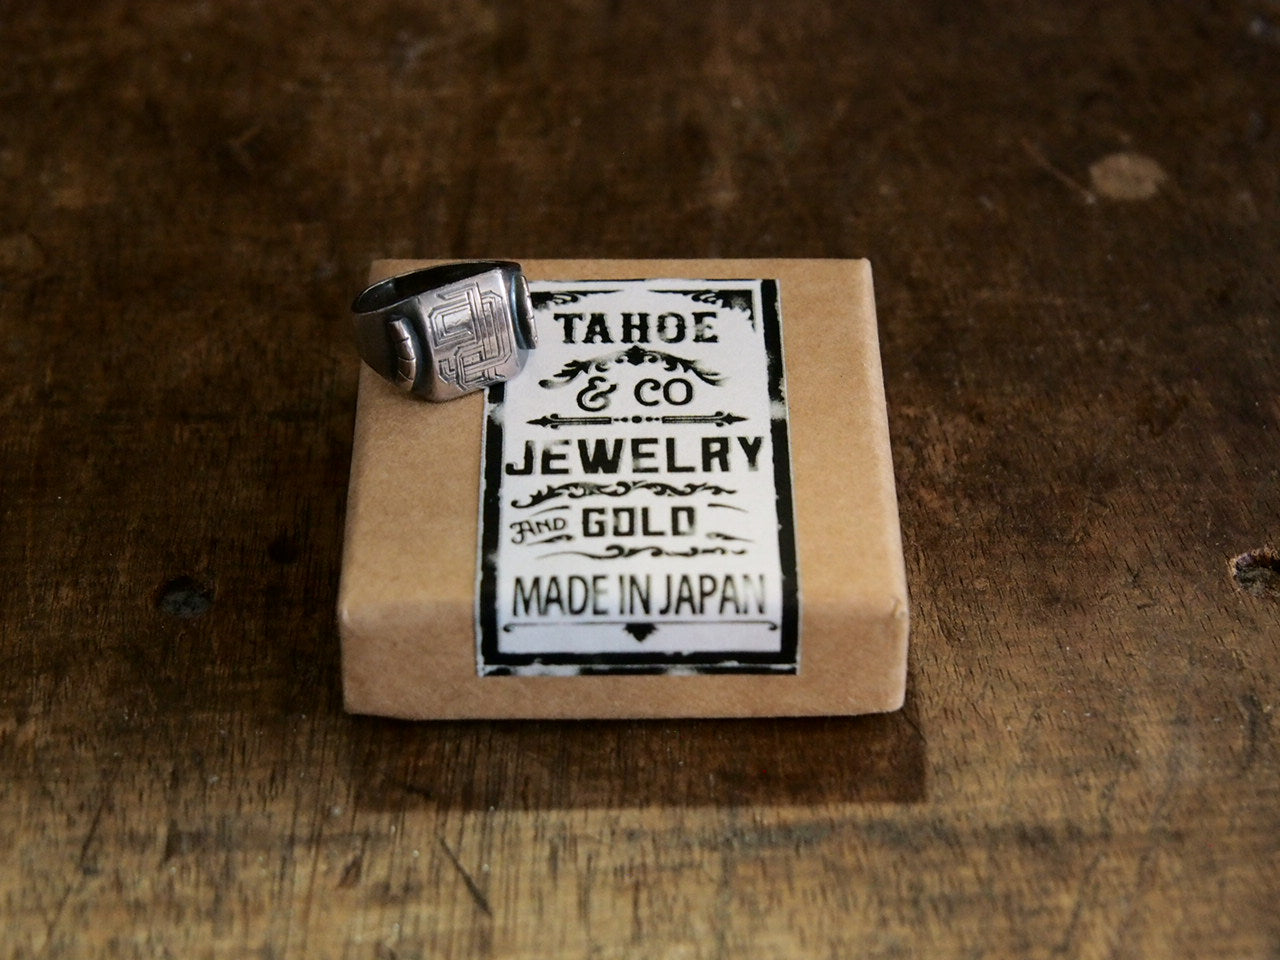 TAHOE
& CO
JEWELRY
AND GOLD
MADE IN JAPAN